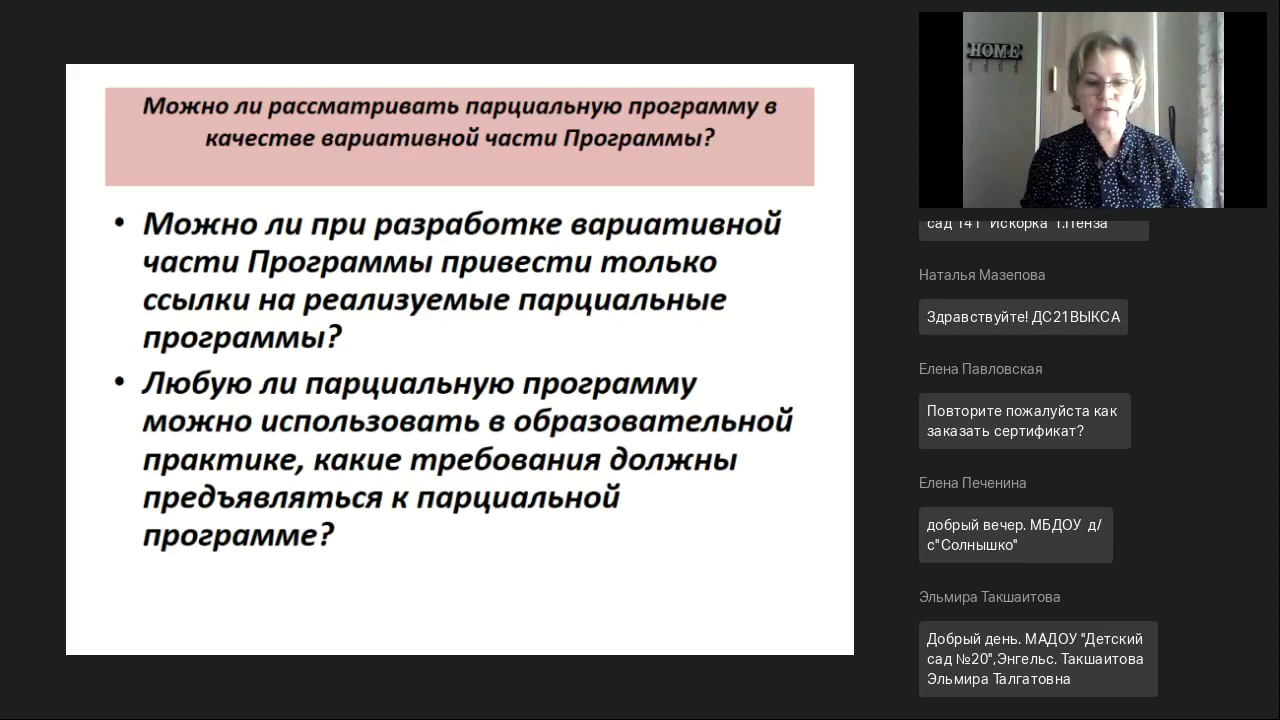 Можно ли рассматривать парциальную программу в
качестве вариативной части Программы?
• Можно ли при разработке вариативной
части Программы привести только
ссылки на реализуемые парциальные
программы?
• Любую ли парциальную программу
можно использовать в образовательной
практике, какие требования должны
предъявляться к парциальной
программе?
HOME
сад 141 "Искорка" г.Пенза
Наталья Мазепова
Здравствуйте! ДС21ВЫКСА
Елена Павловская
Повторите пожалуйста как
заказать сертификат?
Елена Печенина
добрый вечер. МБДОУ д/
с"Солнышко"
Эльмира Такшаитова
Добрый день. МАДОУ "Детский
сад №20",Энгельс. Такшаитова
Эльмира Талгатовна